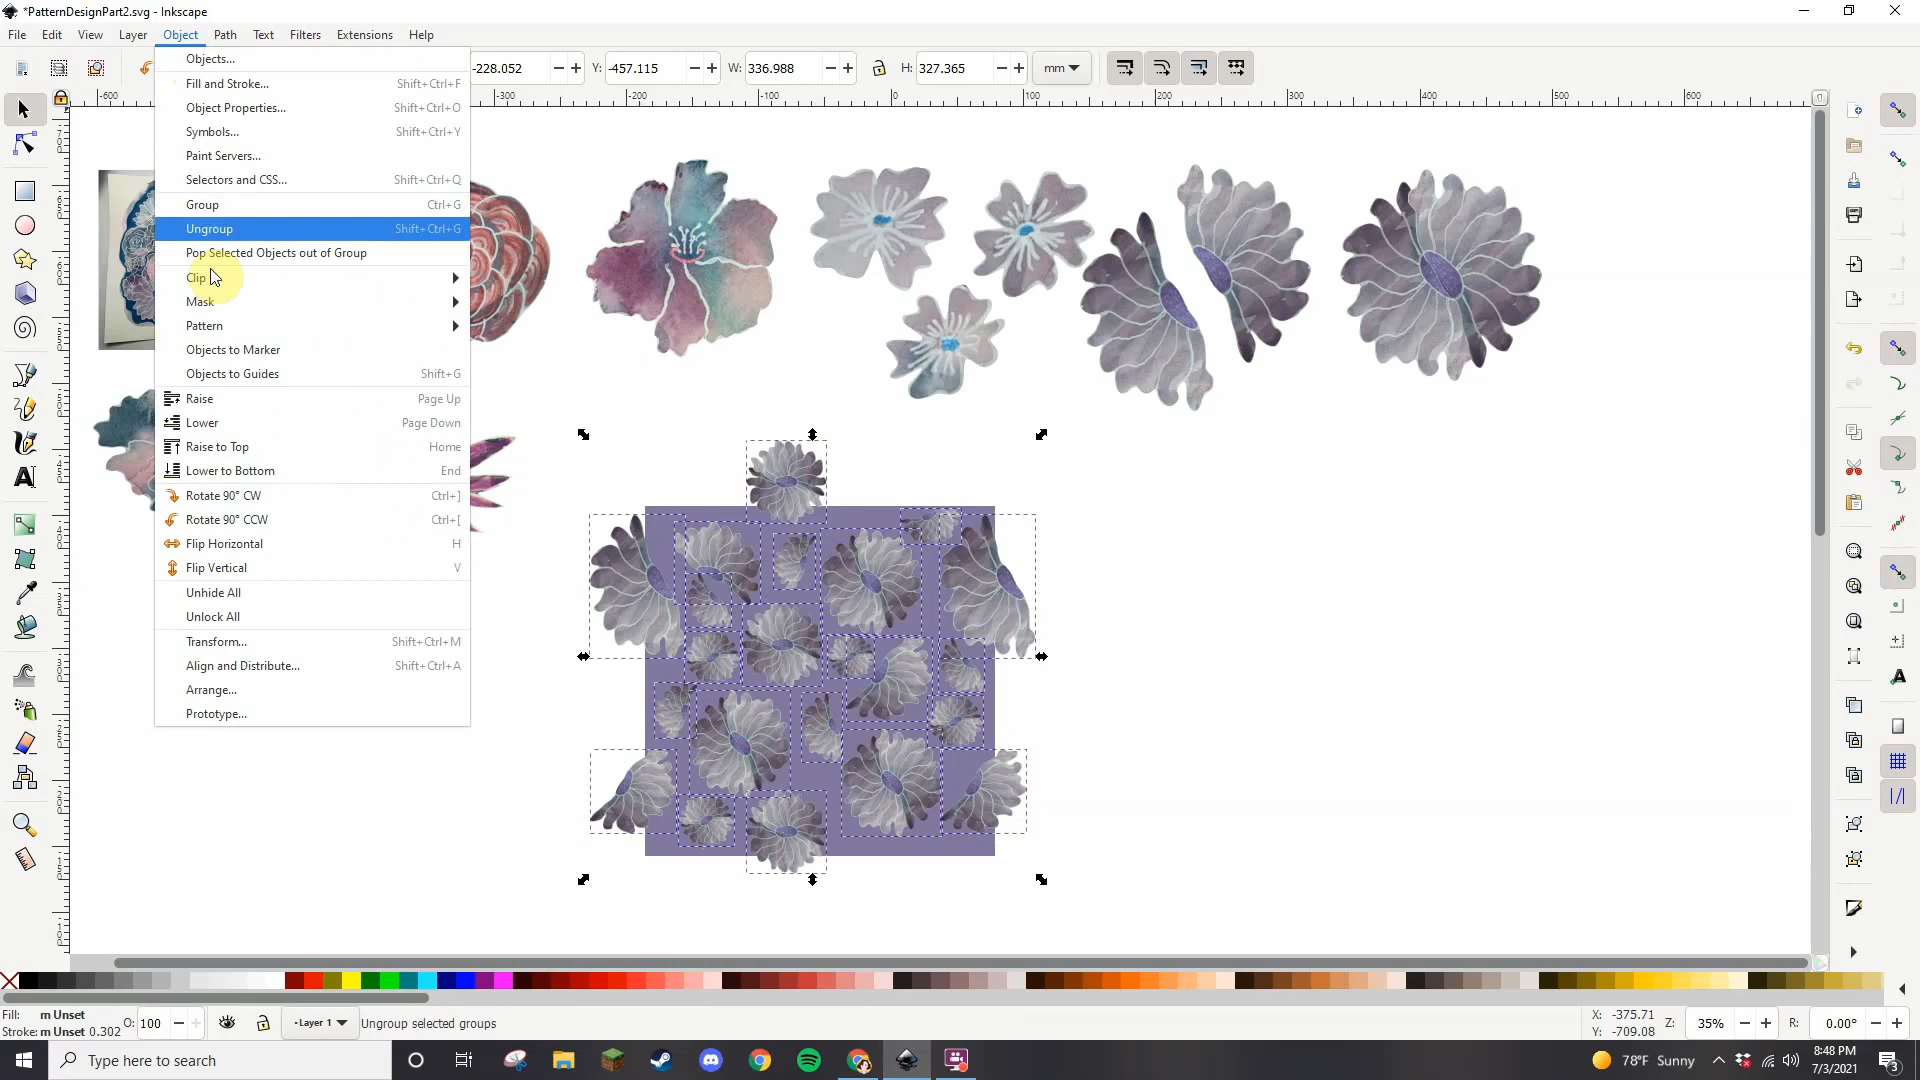 *PatternDesignPart2.svg - Inkscape
File Edit View Layer Object Path Text Filters Extensions Help
-228.052 Y: -457.115 W: 336.988 H: 327.365 mm
Objects...
Fill and Stroke... Shift+Ctrl+F
Object Properties... Shift+Ctrl+O
Symbols... Shift+Ctrl+Y
Paint Servers...
Selectors and CSS... Shift+Ctrl+Q
Group Ctrl+G
Ungroup Shift+Ctrl+G
Pop Selected Objects out of Group
Clip
Mask
Pattern
Objects to Marker
Objects to Guides Shift+G
Raise Page Up
Lower Page Down
Raise to Top Home
Lower to Bottom End
Rotate 90° CW Ctrl+]
Rotate 90° CCW Ctrl+[
Flip Horizontal H
Flip Vertical V
Unhide All
Unlock All
Transform... Shift+Ctrl+M
Align and Distribute... Shift+Ctrl+A
Arrange...
Prototype...
-600 -300 -200 -100 0 100 200 300 400 500 600
Fill: m Unset
Stroke: m Unset 0.302 O: 100 •Layer 1 Ungroup selected groups
X: -375.71
Y: -709.08 Z: 35% R: 0.00°
Type here to search
78°F Sunny
8:48 PM
7/3/2021
3